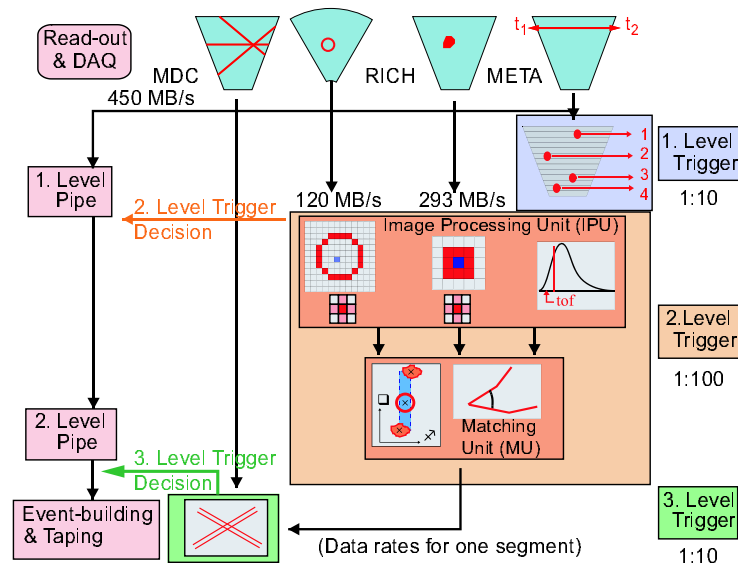 Read-out
& DAQ
MDC
RICH
META
t1
t2
450 MB/s
1
2
3
4
1. Level
Trigger
1:10
1. Level
Pipe
120 MB/s
293 MB/s
2. Level Trigger
Decision
Image Processing Unit (IPU)
tof
2.Level
Trigger
1:100
Matching
Unit (MU)
2. Level
Pipe
3. Level Trigger
Decision
Event-building
& Taping
(Data rates for one segment)
3. Level
Trigger
1:10